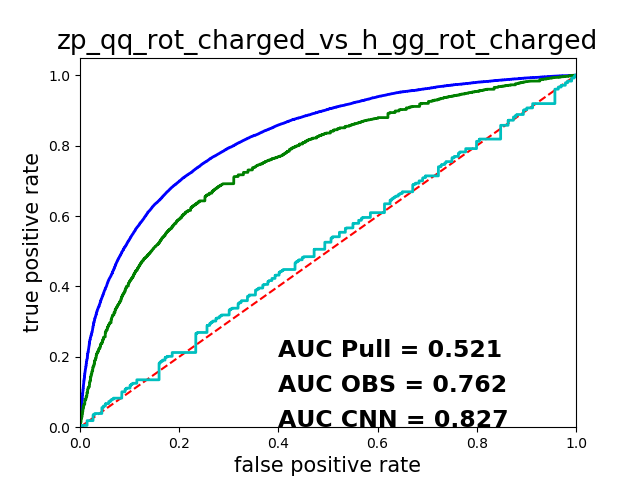 zp_qq_rot_charged_vs_h_gg_rot_charged
1.0
0.8
0.6
0.4
0.2
0.0
true positive rate
AUC Pull = 0.521
AUC OBS = 0.762
AUC CNN = 0.827
0.0 0.2 0.4 0.6 0.8 1.0
false positive rate